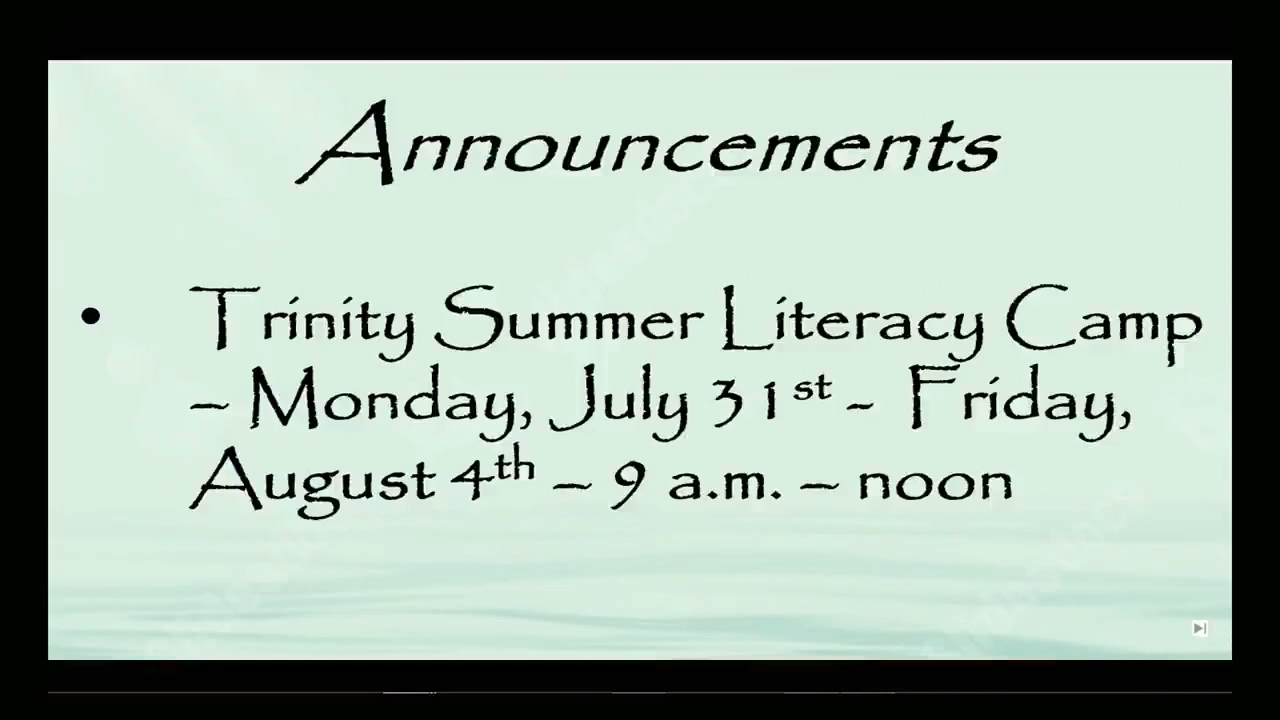 Announcements
• Trinity Summer Literacy Camp
– Monday, July 31st - Friday,
August 4th – 9 a.m. – noon